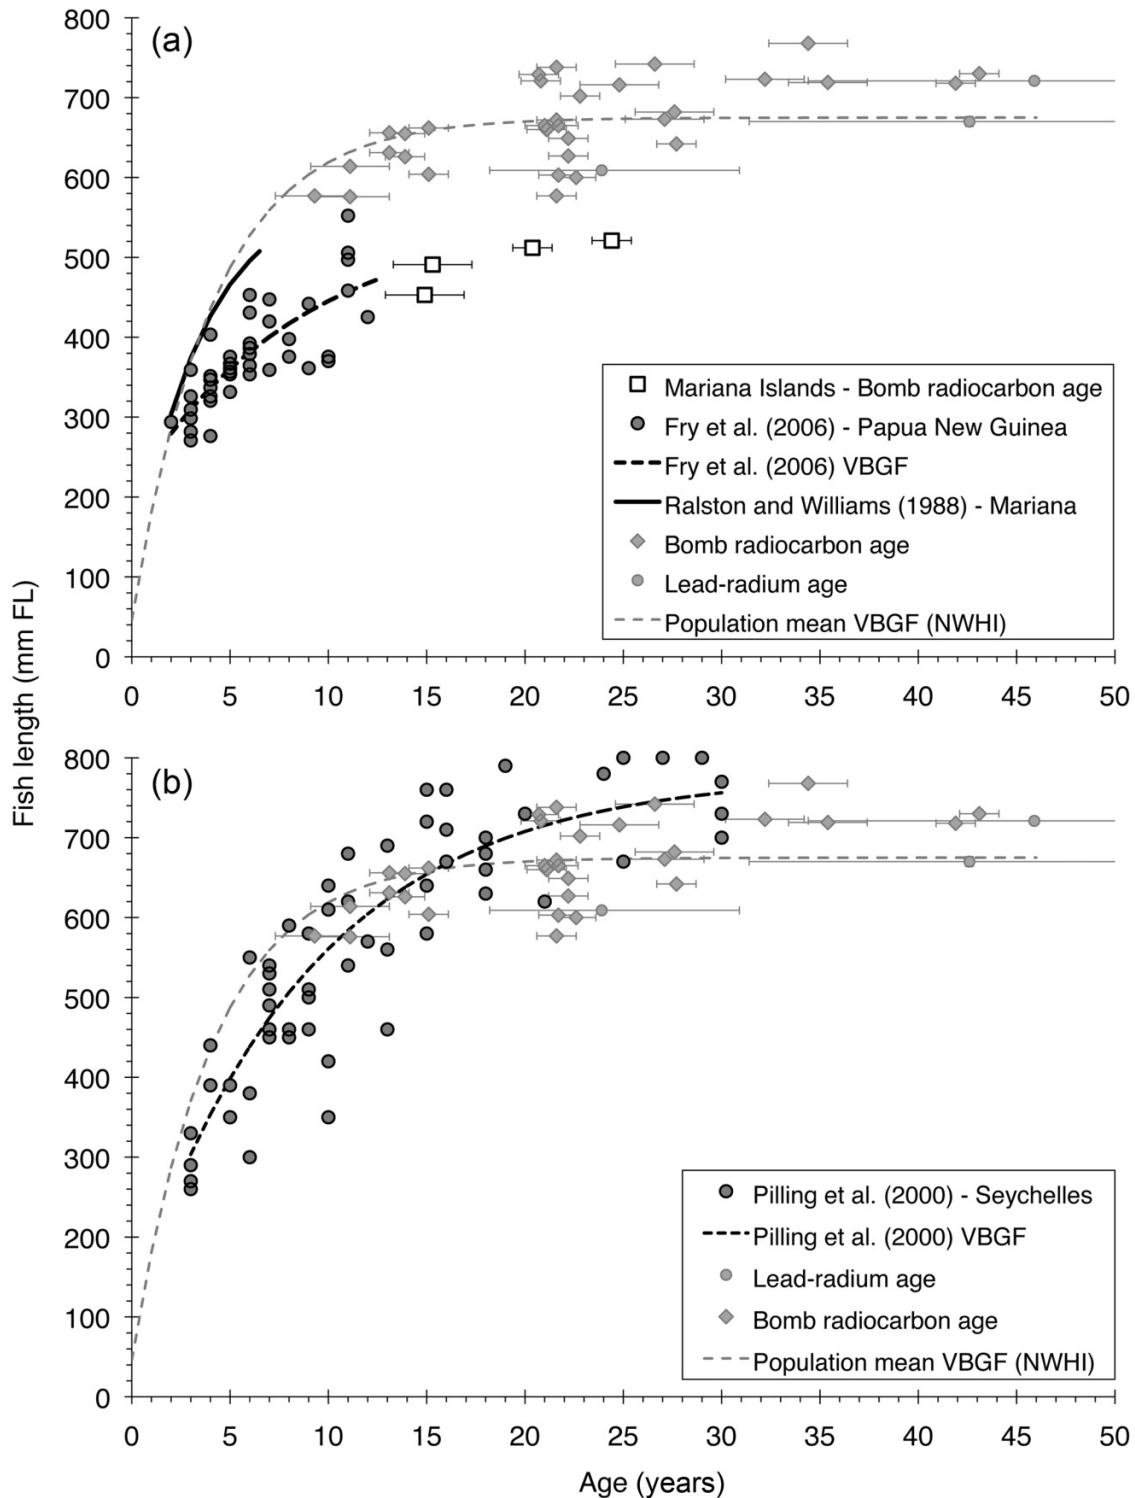 800
(a)
700
600
500
400
300
200
100
0
Mariana Islands - Bomb radiocarbon age
Fry et al. (2006) - Papua New Guinea
Fry et al. (2006) VBGF
Ralston and Williams (1988) - Mariana
Bomb radiocarbon age
Lead-radium age
Population mean VBGF (NWHI)
0 5 10 15 20 25 30 35 40 45 50
Fish length (mm FL)
800
(b)
700
600
500
400
300
200
100
0
Pilling et al. (2000) - Seychelles
Pilling et al. (2000) VBGF
Lead-radium age
Bomb radiocarbon age
Population mean VBGF (NWHI)
0 5 10 15 20 25 30 35 40 45 50
Age (years)